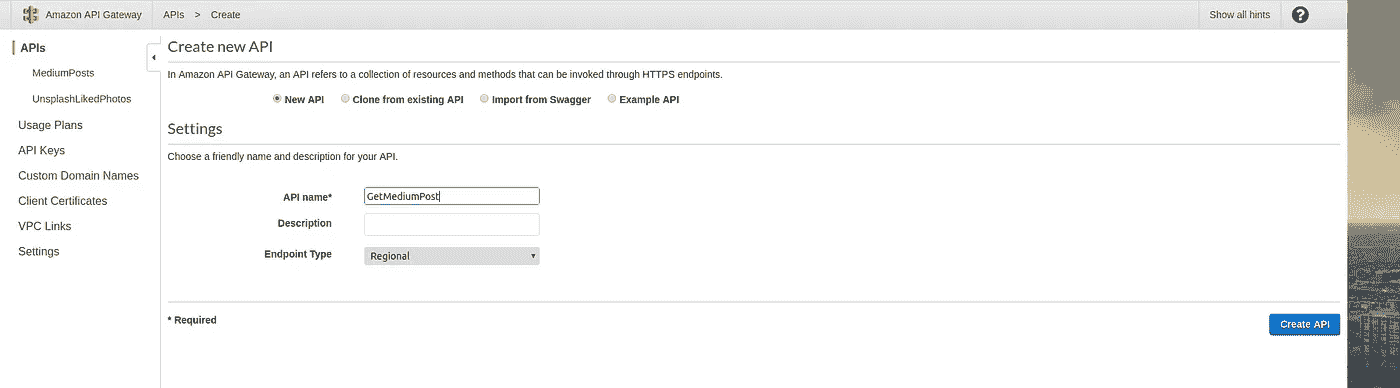 Amazon API Gateway APIs > Create Show all hints ?
APIs
MediumPosts
UnsplashLikedPhotos
Usage Plans
API Keys
Custom Domain Names
Client Certificates
VPC Links
Settings
Create new API
In Amazon API Gateway, an API refers to a collection of resources and methods that can be invoked through HTTPS endpoints.
New API Clone from existing API Import from Swagger Example API
Settings
Choose a friendly name and description for your API.
API name* GetMediumPost
Description
Endpoint Type Regional
* Required Create API